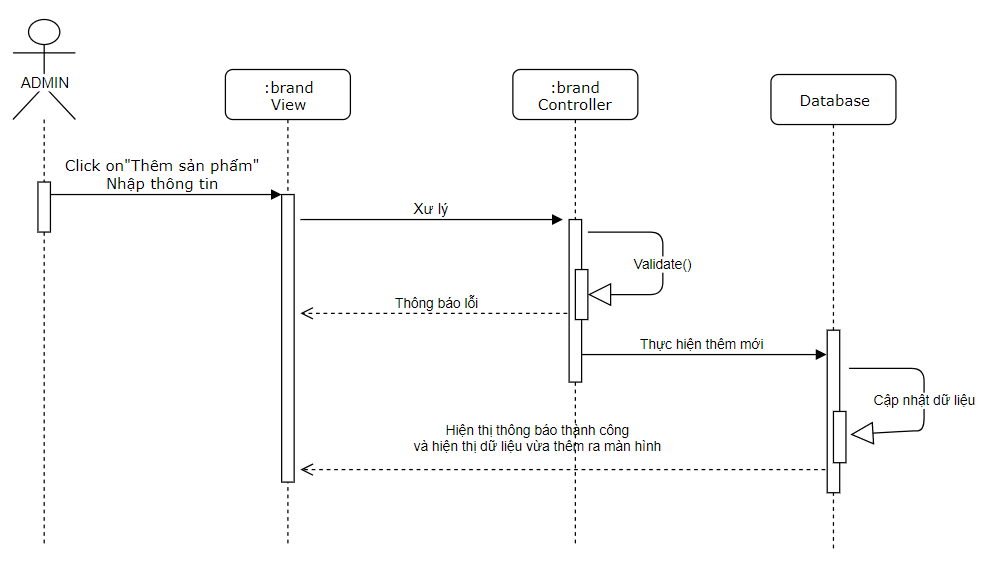 ADMIN
:brand
View
:brand
Controller
Database
Click on"Thêm sản phẩm"
Nhập thông tin
Xư lý
Validate()
Thông báo lỗi
Thực hiện thêm mới
Cập nhật dữ liệu
Hiện thị thông báo thành công
và hiện thị dữ liệu vừa thêm ra màn hình